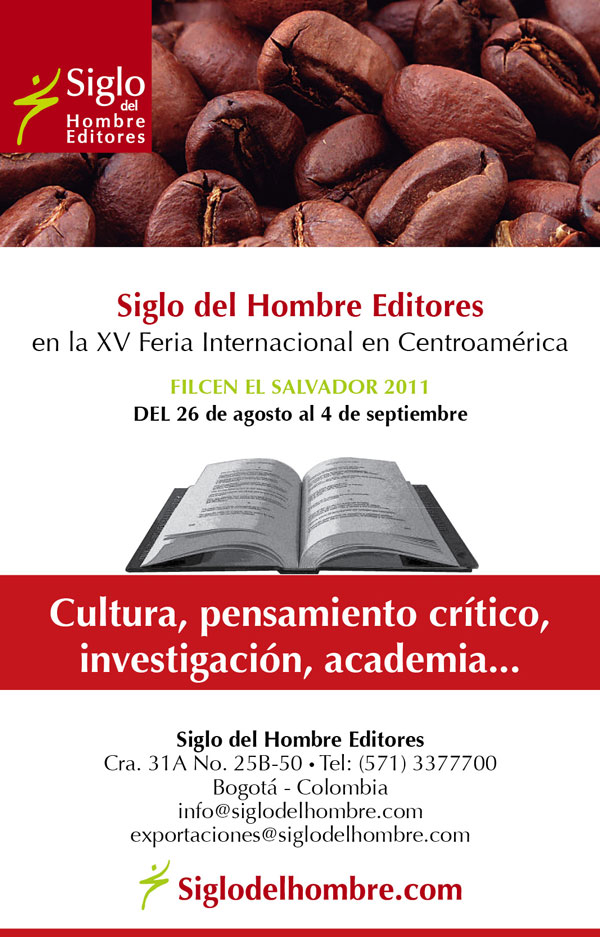 Siglo
del
Hombre
Editores
Siglo del Hombre Editores
en la XV Feria Internacional en Centroamérica
FILCEN EL SALVADOR 2011
DEL 26 de agosto al 4 de septiembre
Cultura, pensamiento crítico,
investigación, academia...
Siglo del Hombre Editores
Cra. 31A No. 25B-50 • Tel: (571) 3377700
Bogotá - Colombia
info@siglodelhombre.com
exportaciones@siglodelhombre.com
Siglodelhombre.com